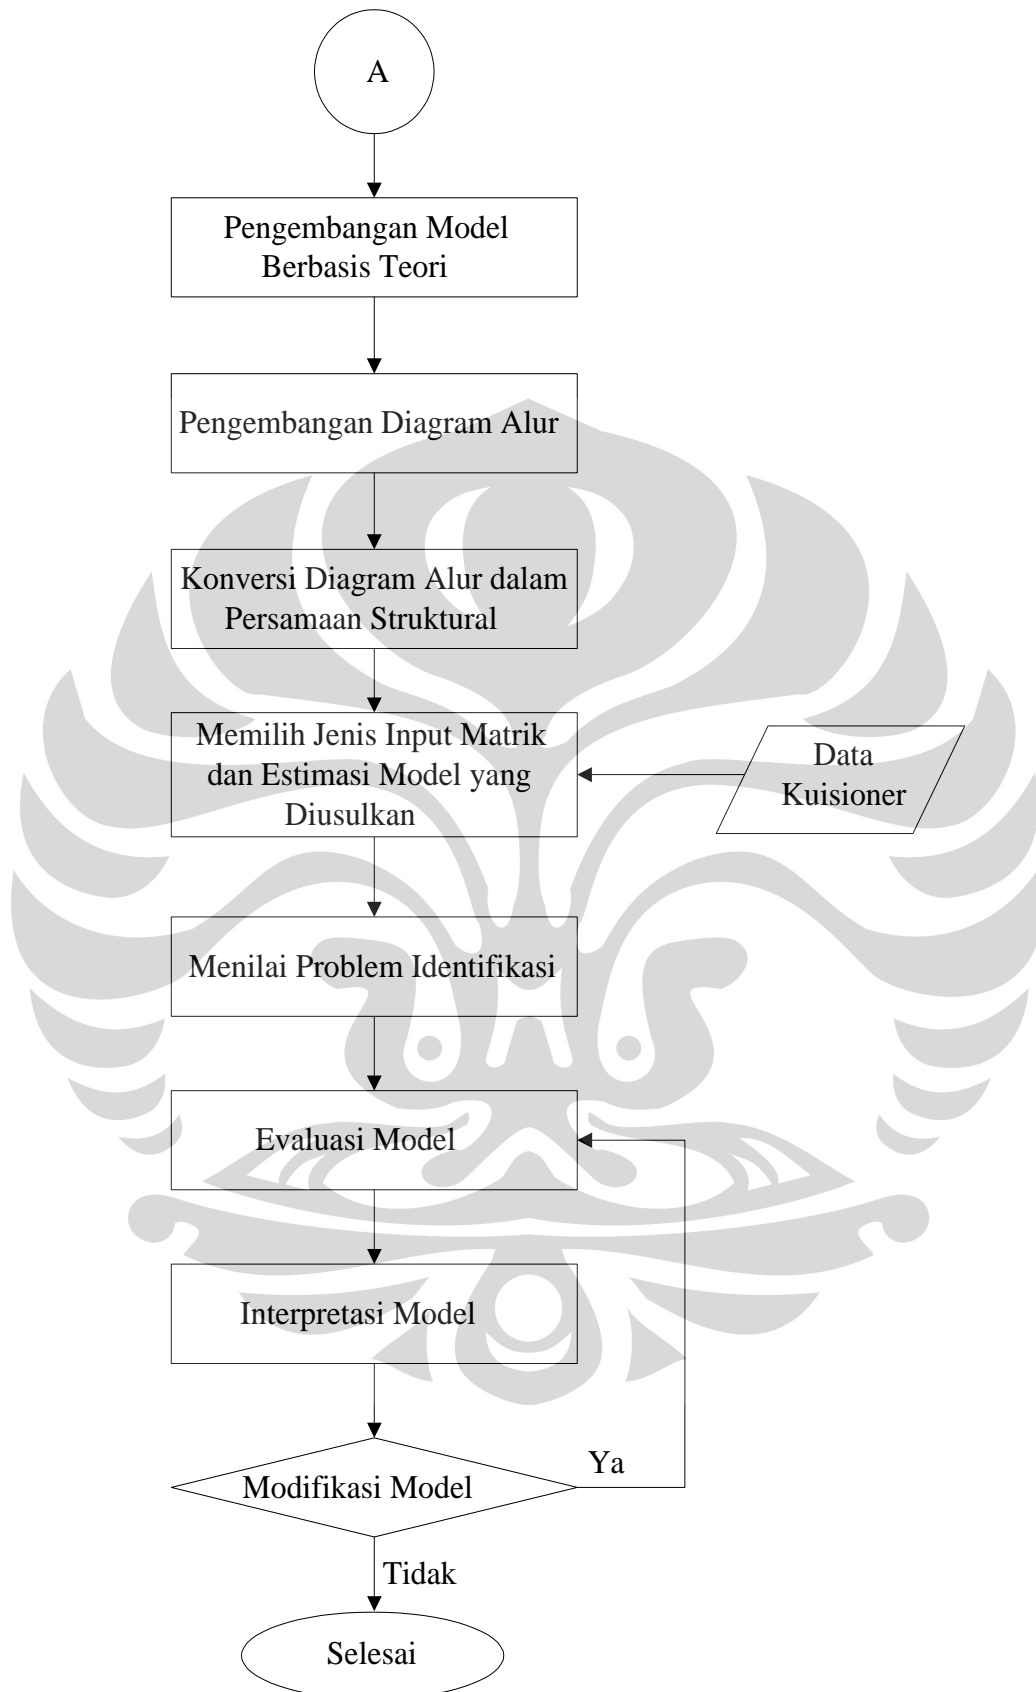 A
Pengembangan Model
Berbasis Teori
Pengembangan Diagram Alur
Konversi Diagram Alur dalam
Persamaan Struktural
Memilih Jenis Input Matrik
dan Estimasi Model yang
Diusulkan
Data
Kuisioner
Menilai Problem Identifikasi
Evaluasi Model
Interpretasi Model
Modifikasi Model
Ya
Tidak
Selesai